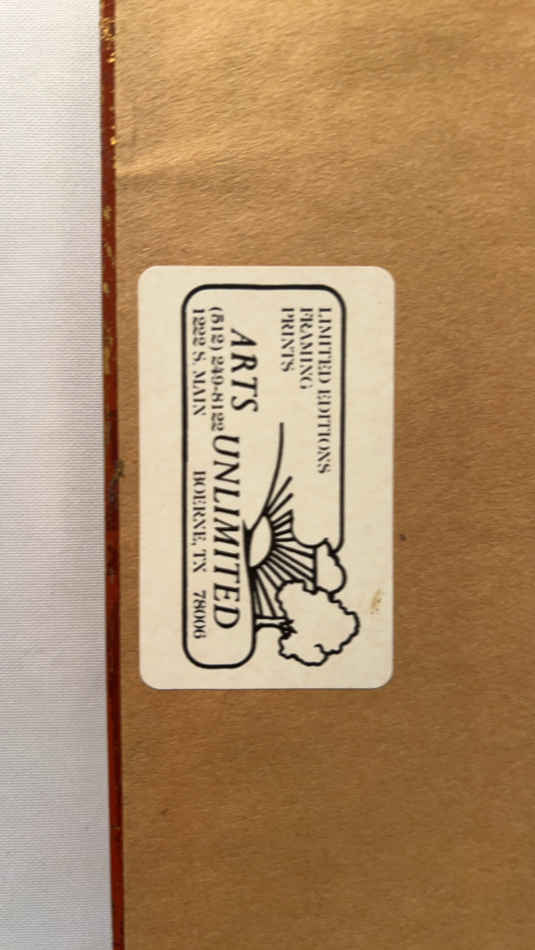 LIMITED EDITIONS
FRAMING
PRINTS
ARTS UNLIMITED
(512) 249-8122
1222 S. MAIN BOERNE, TX 78006